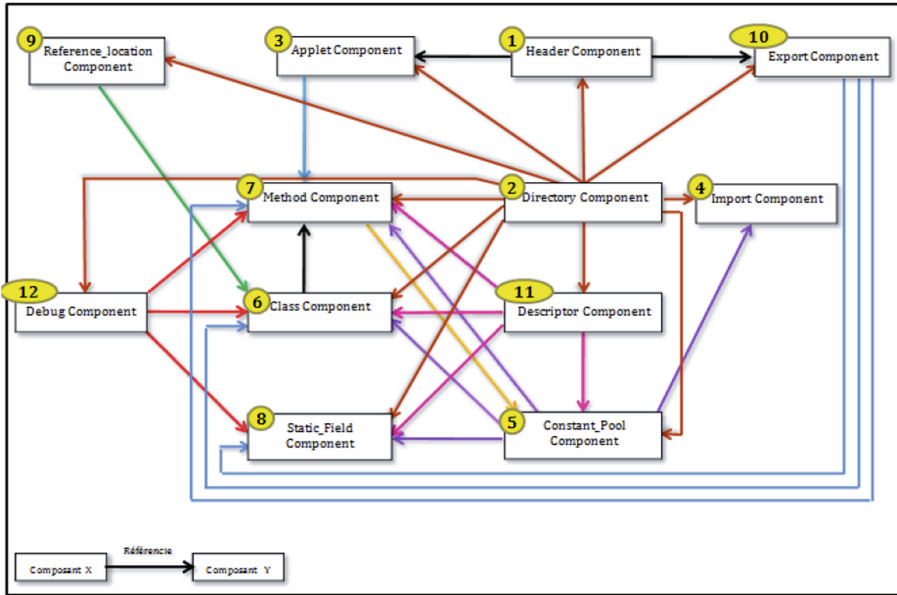 9
Reference_location
Component
3
Applet Component
1
Header Component
10
Export Component
7
Method Component
2
Directory Component
4
Import Component
12
Debug Component
6
Class Component
11
Descriptor Component
8
Static_Field
Component
5
Constant_Pool
Component
Composant X
Référencie
Composant Y